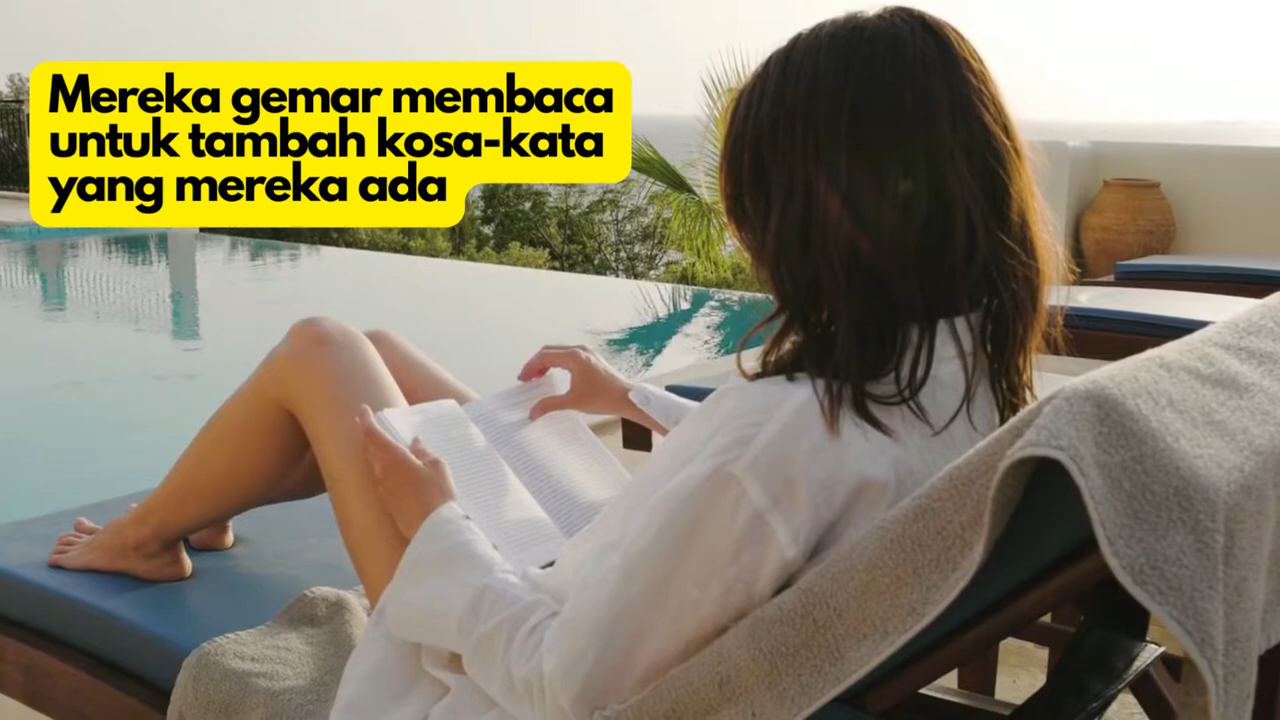 Mereka gemar membaca
untuk tambah kosa-kata
yang mereka ada